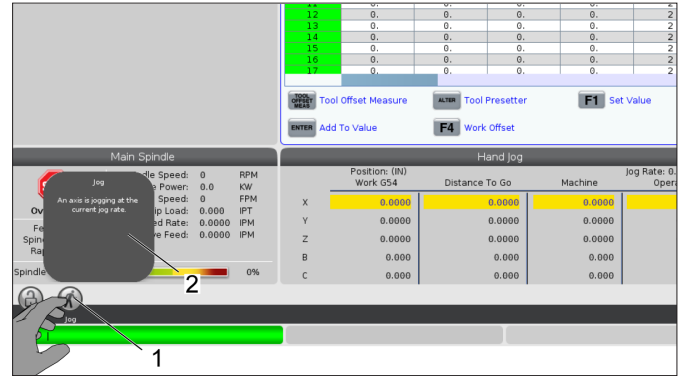 11 0. 0. 0. 2
12 0. 0. 0. 2
13 0. 0. 0. 2
14 0. 0. 0. 2
15 0. 0. 0. 2
16 0. 0. 0. 2
17 0. 0. 0. 2
TOOL OFFSET MEAS Tool Offset Measure ALTER Tool Presetter F1 Set Value
ENTER Add To Value F4 Work Offset
Main Spindle
Speed: 0 RPM
Power: 0.0 KW
Speed: 0 FPM
Load: 0.000 IPT
Rate: 0.0000 IPM
Feed: 0.0000 IPM
Spindle 0%
Jog
An axis is jogging at the
current jog rate.
2
Jog
1
Hand Jog
Position: (IN) Jog Rate: 0.
Work G54 Distance To Go Machine Opera
X 0.0000 0.0000 0.0000
Y 0.0000 0.0000 0.0000
Z 0.0000 0.0000 0.0000
B 0.000 0.000 0.000
C 0.000 0.000 0.000